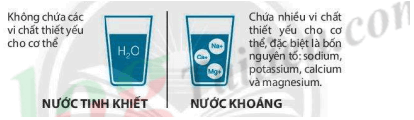 Không chứa các
vi chất thiết yếu
cho cơ thể
H₂O
NƯỚC TINH KHIẾT
Na+
Ca+
Mg+
Chứa nhiều vi chất
thiết yếu cho cơ
thể, đặc biệt là bốn
nguyên tố: sodium,
potassium, calcium
và magnesium.
NƯỚC KHOÁNG